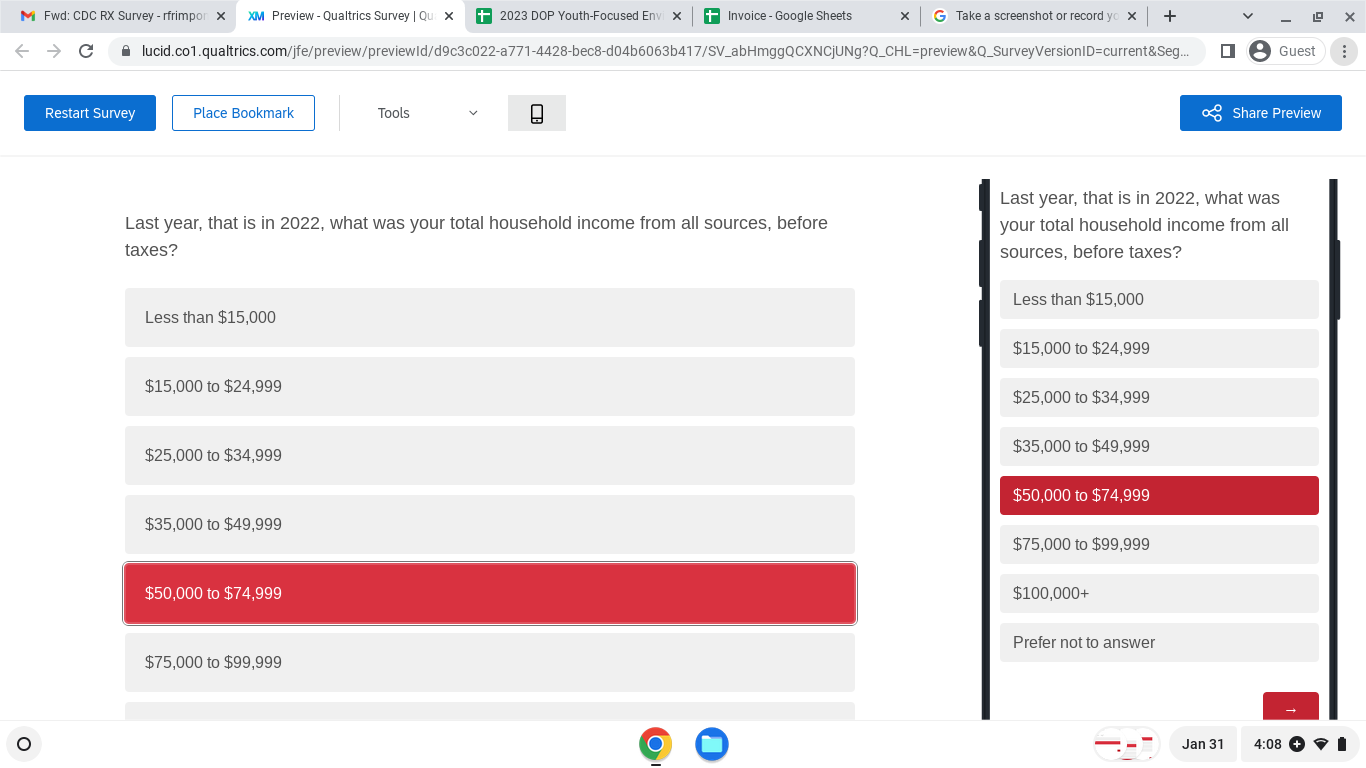 Fwd: CDC RX Survey - rfrimpor
Preview - Qualtrics Survey | Qu
2023 DOP Youth-Focused Envi
Invoice - Google Sheets
Take a screenshot or record yo
lucid.co1.qualtrics.com/jfe/preview/previewId/d9c3c022-a771-4428-bec8-d04b6063b417/SV_abHmggQCXNCjUNg?Q_CHL=preview&Q_SurveyVersionID=current&Seg...
Guest
Restart Survey
Place Bookmark
Tools
Share Preview
Last year, that is in 2022, what was your total household income from all sources, before
taxes?
Less than $15,000
$15,000 to $24,999
$25,000 to $34,999
$35,000 to $49,999
$50,000 to $74,999
$75,000 to $99,999
Last year, that is in 2022, what was
your total household income from all
sources, before taxes?
Less than $15,000
$15,000 to $24,999
$25,000 to $34,999
$35,000 to $49,999
$50,000 to $74,999
$75,000 to $99,999
$100,000+
Prefer not to answer
→
Jan 31
4:08